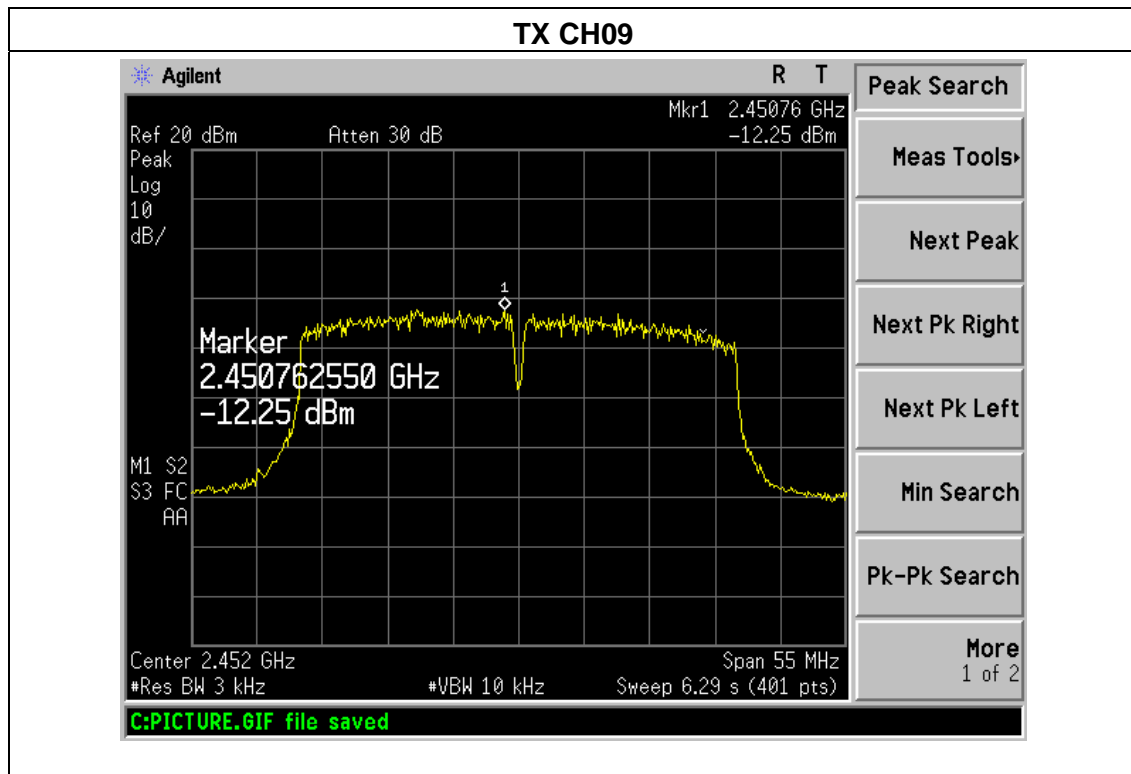 TX CH09
Agilent R T
Mkr1 2.45076 GHz
Ref 20 dBm Atten 30 dB -12.25 dBm
Peak
Log
10
dB/
1
Marker
2.450762550 GHz
-12.25 dBm
M1 S2
S3 FC
AA
Center 2.452 GHz Span 55 MHz
#Res BW 3 kHz #VBW 10 kHz Sweep 6.29 s (401 pts)
C:PICTURE.GIF file saved
Peak Search
Meas Tools
Next Peak
Next Pk Right
Next Pk Left
Min Search
Pk-Pk Search
More
1 of 2